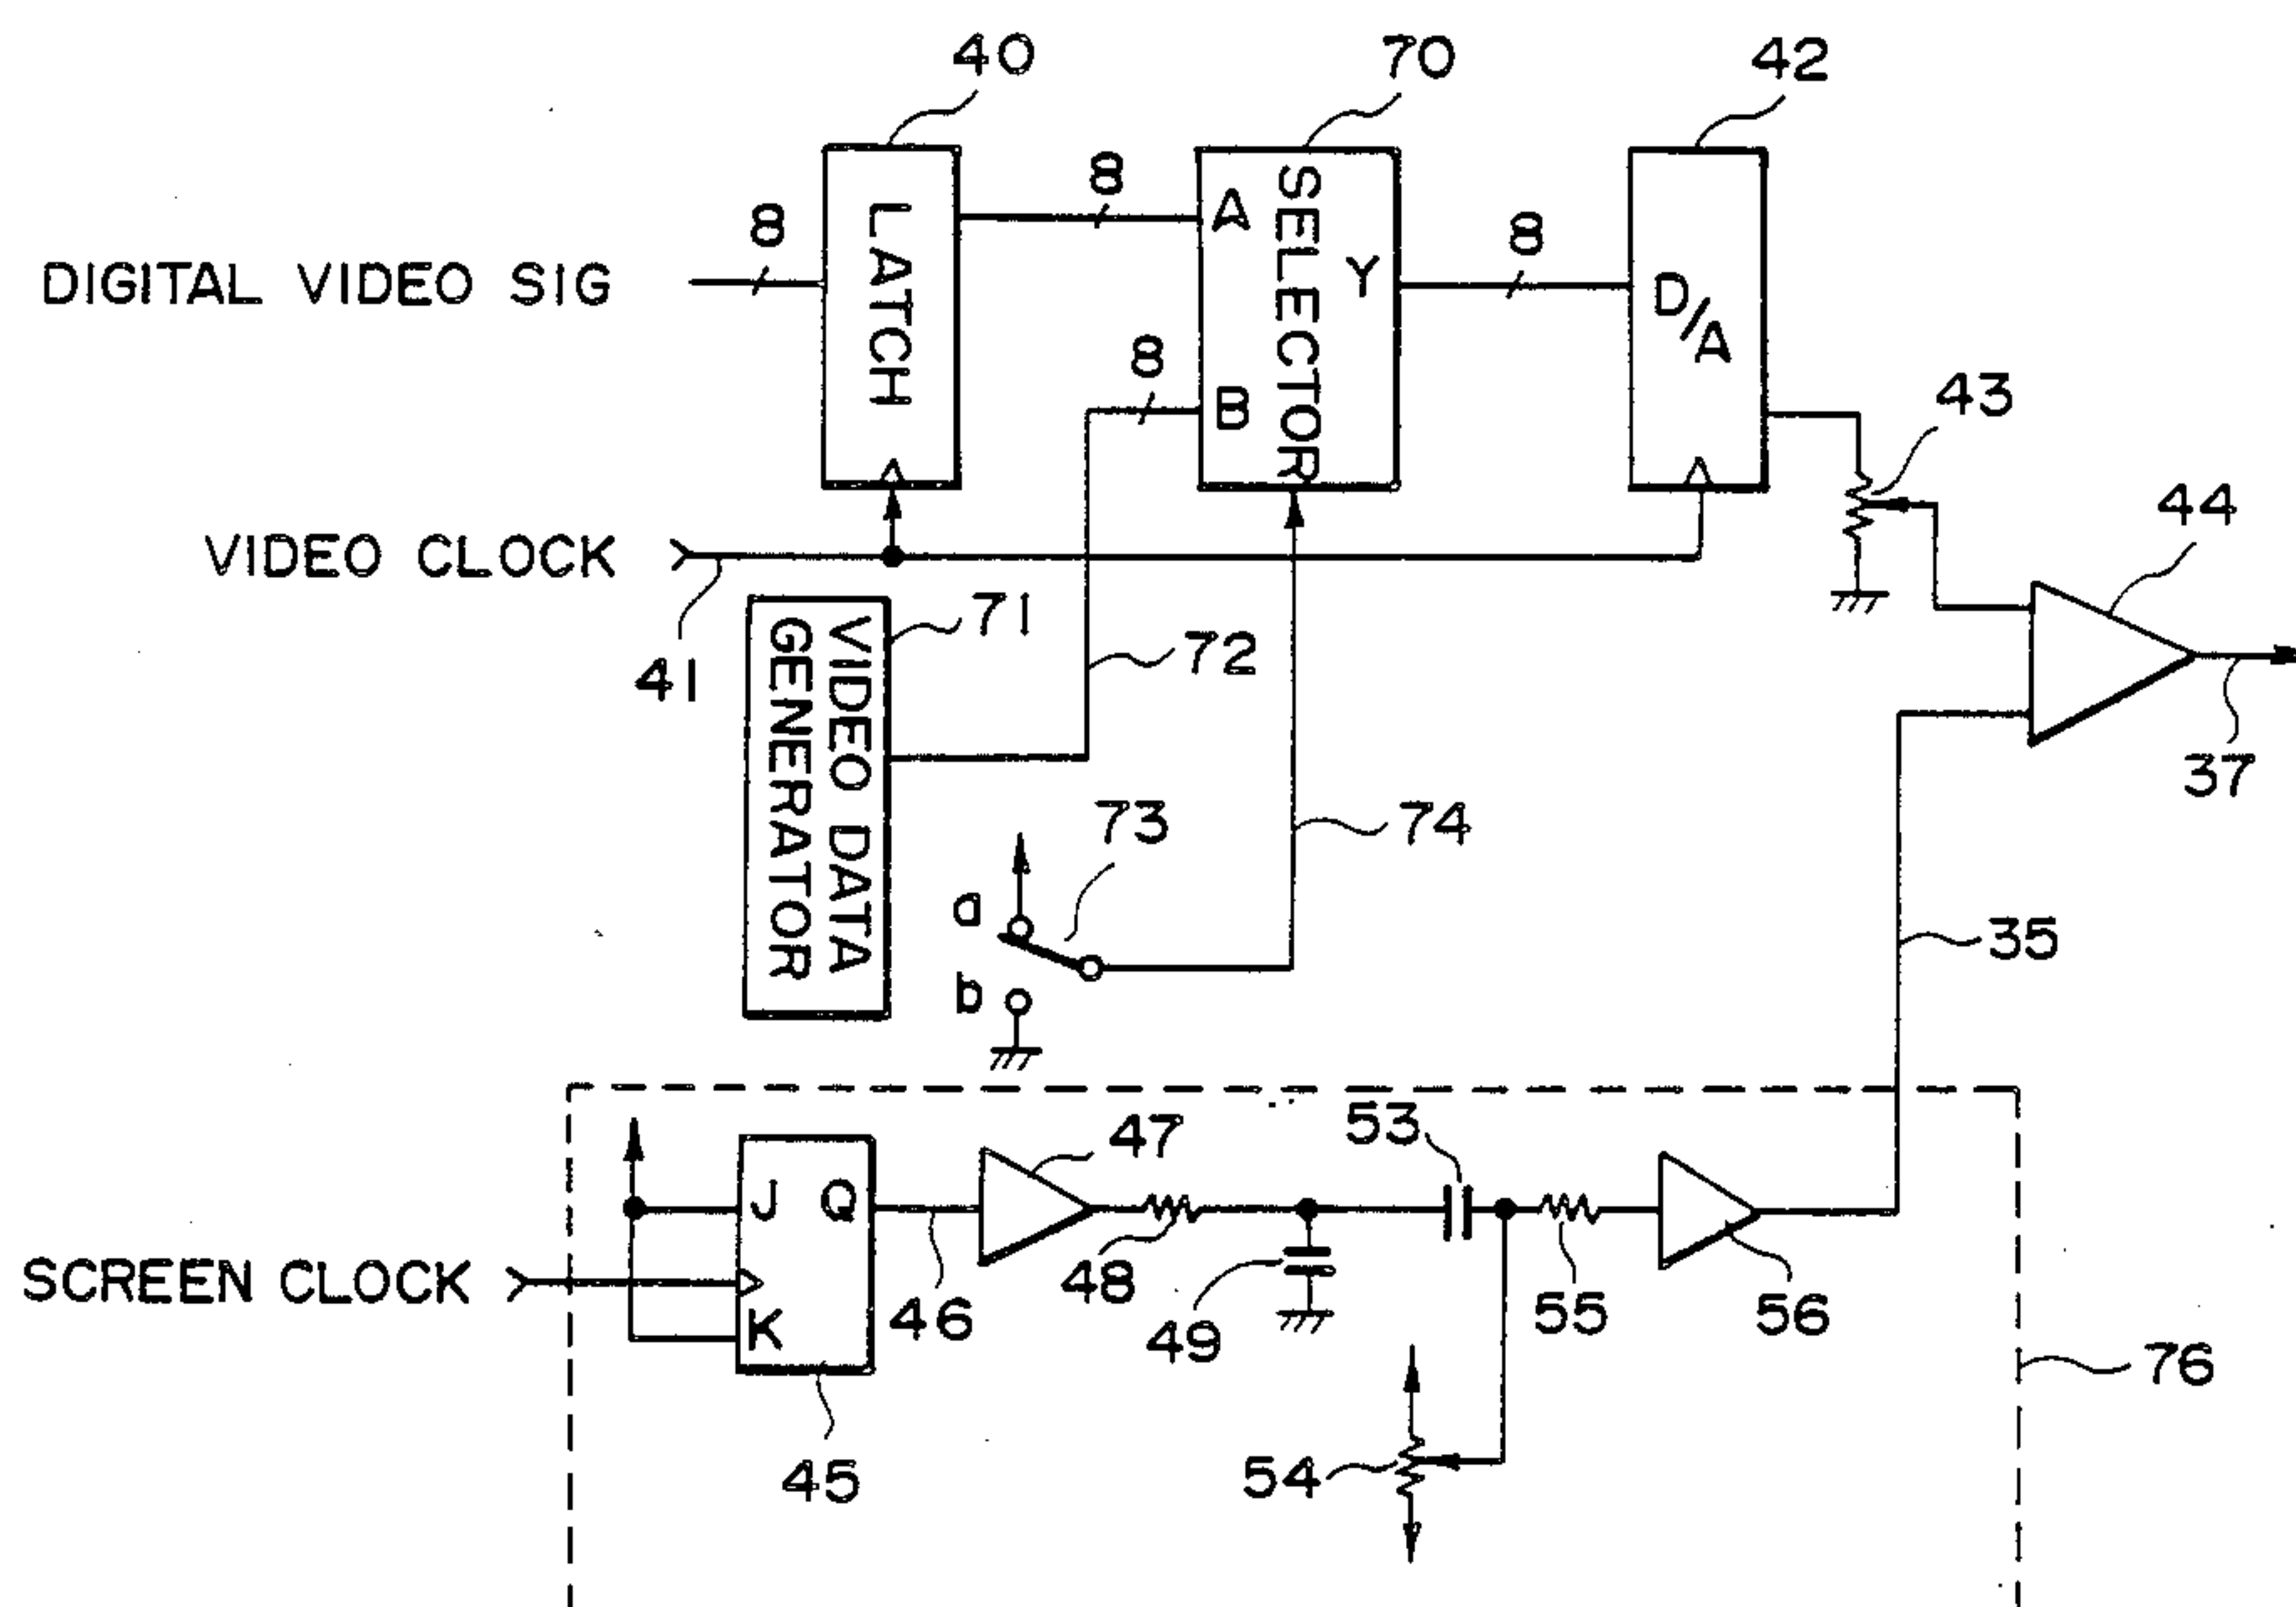 40
70
42
8
8
8
8
DIGITAL VIDEO SIG
LATCH
A
B
Y
SELECTOR
D/A
43
44
VIDEO CLOCK
41
71
72
VIDEO DATA
GENERATOR
37
73
74
a
b
35
47
53
J
Q
K
SCREEN CLOCK
46
48
49
55
56
76
45
54